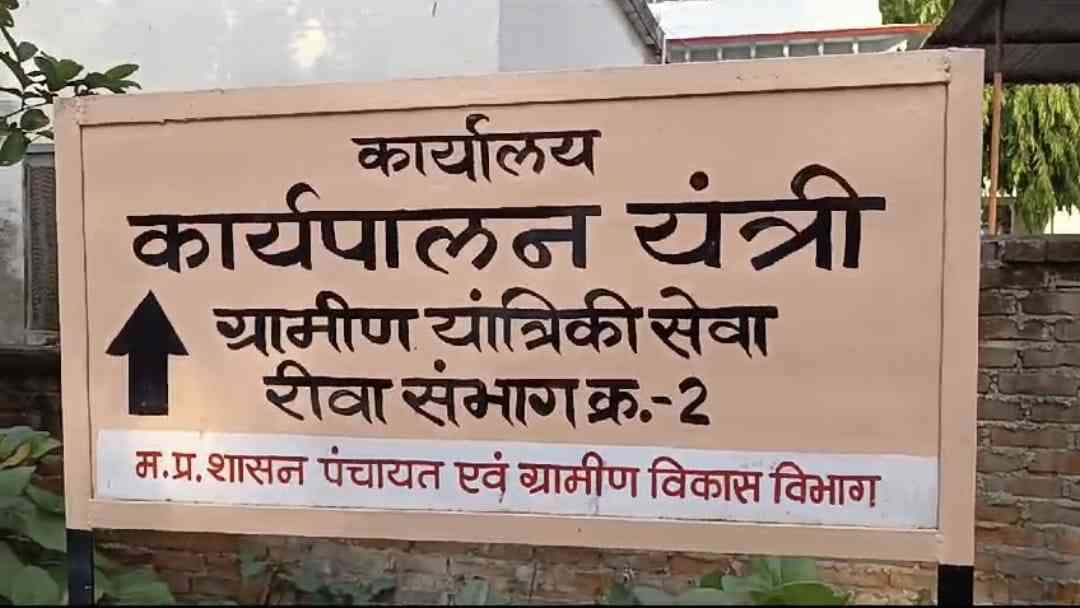 कार्यालय
कार्यपालन यंत्री
ग्रामीण यांत्रिकी सेवा
रीवा संभाग क्र.-2
म.प्र. शासन पंचायत एवं ग्रामीण विकास विभाग